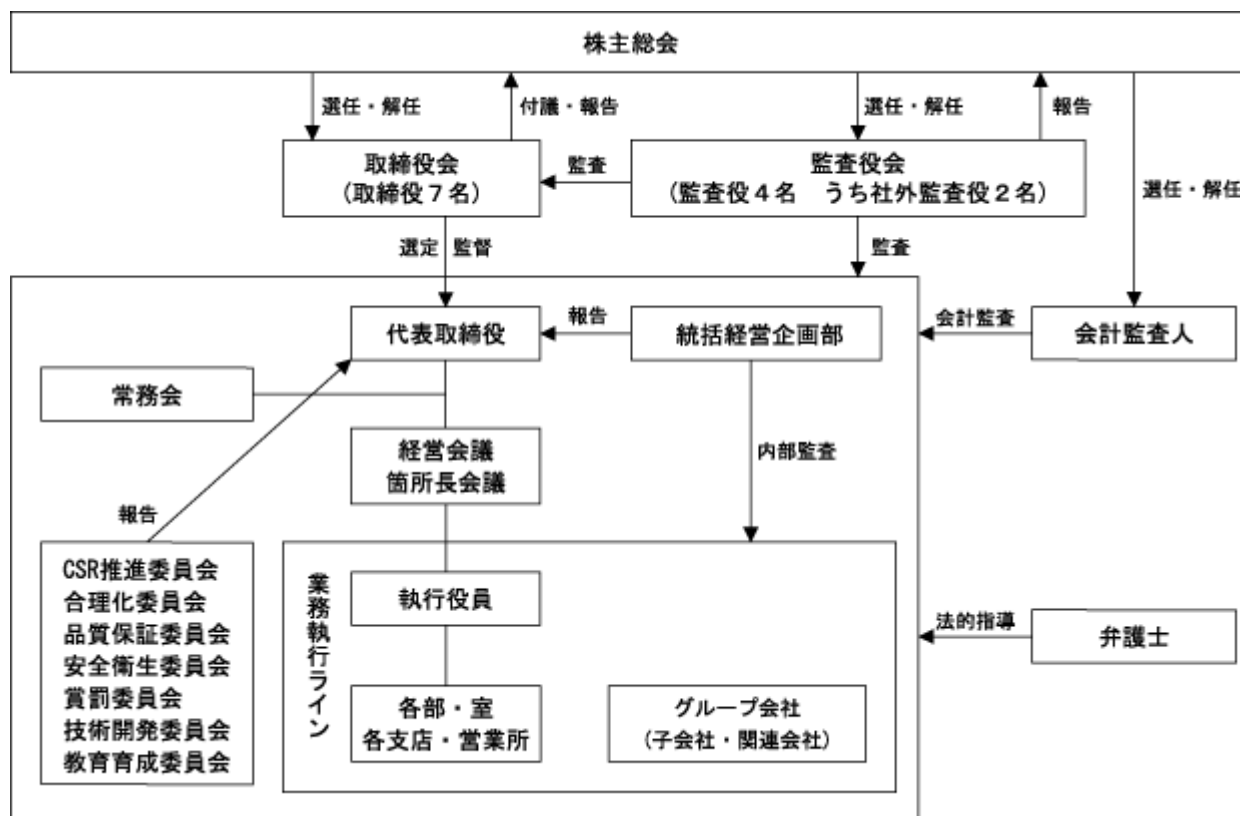 株主総会
選任・解任
付議・報告
選任・解任
報告
取締役会
(取締役7名)
監査
監査役会
(監査役4名　うち社外監査役2名)
選任・解任
選定
監督
監査
代表取締役
報告
統括経営企画部
会計監査
会計監査人
常務会
経営会議
箇所長会議
内部監査
報告
CSR推進委員会
合理化委員会
品質保証委員会
安全衛生委員会
賞罰委員会
技術開発委員会
教育育成委員会
業務執行ライン
執行役員
法的指導
弁護士
各部・室
各支店・営業所
グループ会社
(子会社・関連会社)